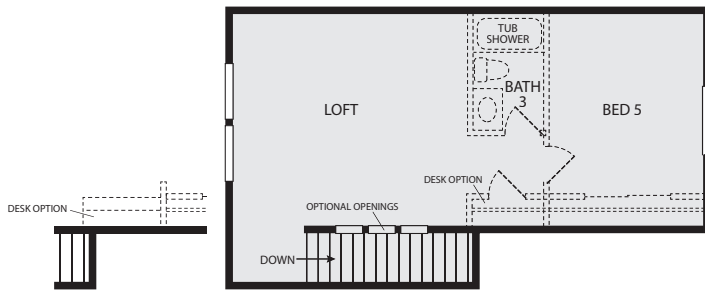 TUB
SHOWER
BATH
3
LOFT
BED 5
DESK OPTION
DESK OPTION
OPTIONAL OPENINGS
DOWN